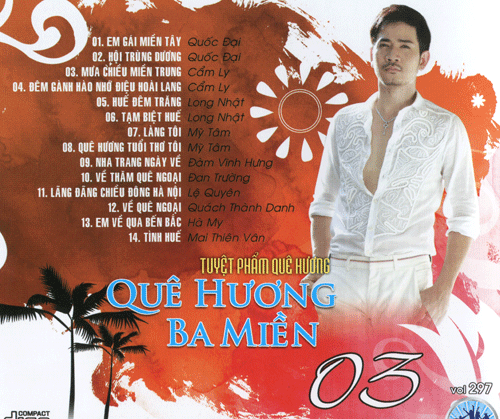 01. EM GÁI MIỀN TÂY Quốc Đại
02. HỘI TRÙNG DƯƠNG Quốc Đại
03. MƯA CHIỀU MIỀN TRUNG Cẩm Ly
04. ĐÊM GÀNH HÀO NHỚ ĐIỆU HOÀI LANG Cẩm Ly
05. HUẾ ĐÊM TRĂNG Long Nhật
06. TẠM BIỆT HUẾ Long Nhật
07. LÀNG TÔI Mỹ Tâm
08. QUÊ HƯƠNG TUỔI THƠ TÔI Mỹ Tâm
09. NHA TRANG NGÀY VỀ Đàm Vĩnh Hưng
10. VỀ THĂM QUÊ NGOẠI Đan Trường
11. LÃNG ĐÃNG CHIỀU ĐÔNG HÀ NỘI Lệ Quyên
12. VỀ QUÊ NGOẠI Quách Thành Danh
13. EM VỀ QUA BẾN BẮC Hà My
14. TÌNH HUẾ Mai Thiên Vân
TUYỆT PHẨM QUÊ HƯƠNG
QUÊ HƯƠNG
BA MIỀN
03
vol 297
COMPACT
disc